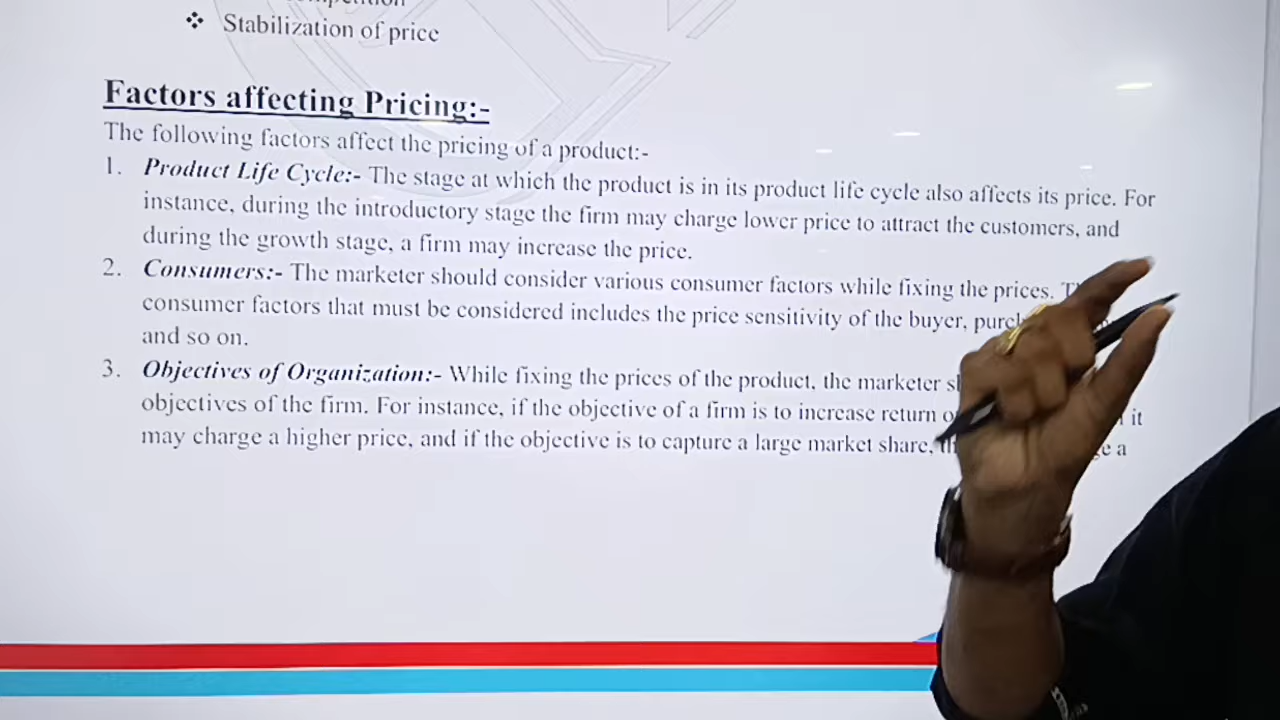 ❖ Stabilization of price
Factors affecting Pricing:-
The following factors affect the pricing of a product:-
1. Product Life Cycle:- The stage at which the product is in its product life cycle also affects its price. For
instance, during the introductory stage the firm may charge lower price to attract the customers, and
during the growth stage, a firm may increase the price.
2. Consumers:- The marketer should consider various consumer factors while fixing the prices.
consumer factors that must be considered includes the price sensitivity of the buyer,
and so on.
3. Objectives of Organization:- While fixing the prices of the product, the marketer
objectives of the firm. For instance, if the objective of a firm is to increase return it
may charge a higher price, and if the objective is to capture a large market share, a